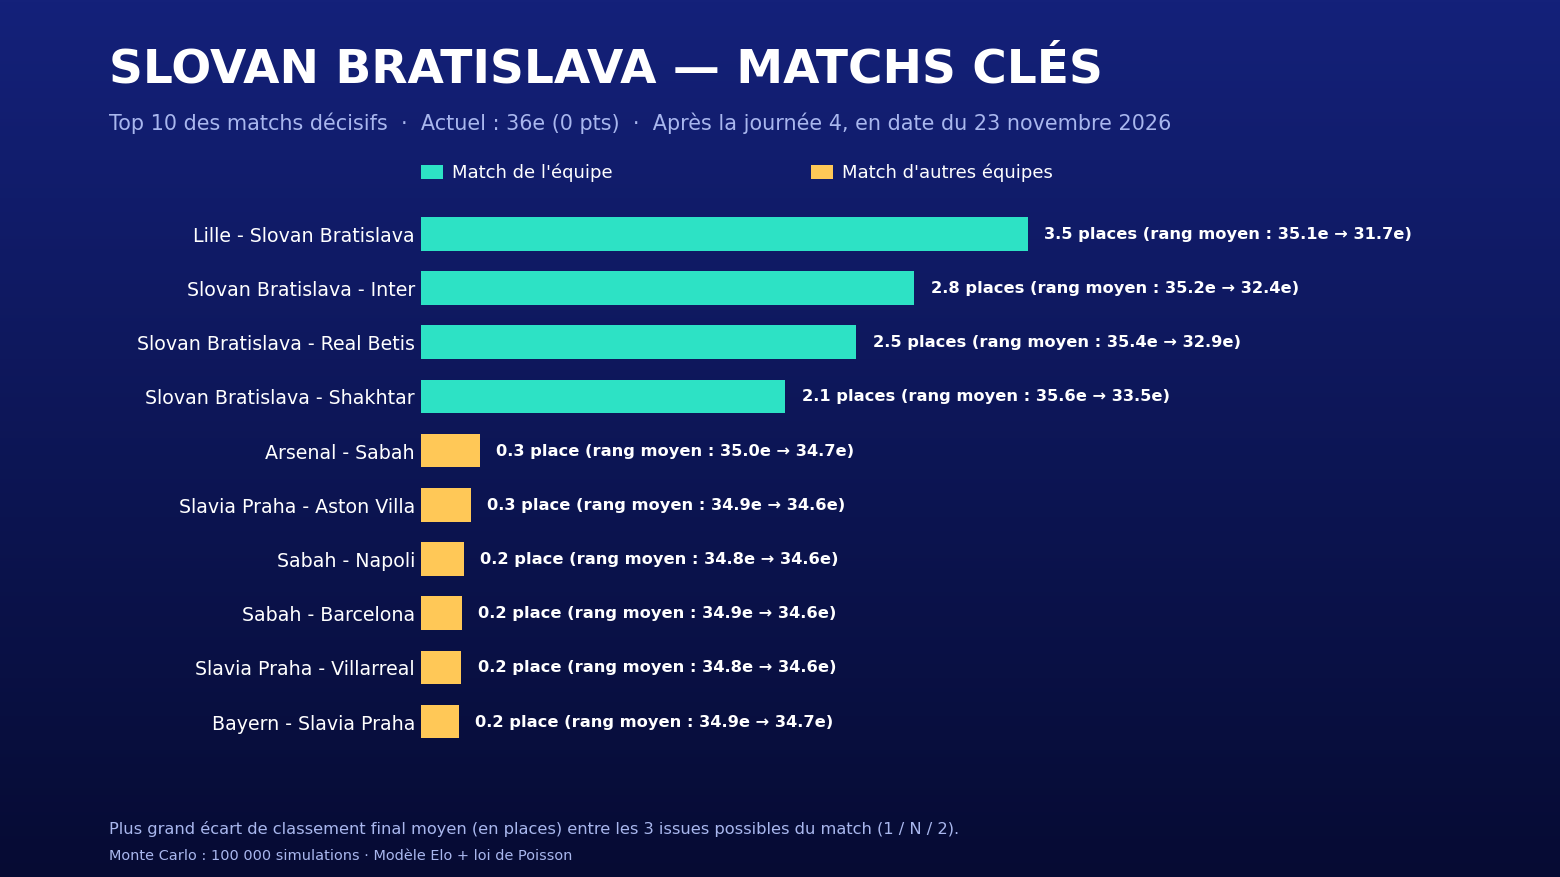 SLOVAN BRATISLAVA — MATCHS CLÉS
Top 10 des matchs décisifs · Actuel : 36e (0 pts) · Après la journée 4, en date du 23 novembre 2026
Match de l'équipe Match d'autres équipes
Lille - Slovan Bratislava 3.5 places (rang moyen : 35.1e → 31.7e)
Slovan Bratislava - Inter 2.8 places (rang moyen : 35.2e → 32.4e)
Slovan Bratislava - Real Betis 2.5 places (rang moyen : 35.4e → 32.9e)
Slovan Bratislava - Shakhtar 2.1 places (rang moyen : 35.6e → 33.5e)
Arsenal - Sabah 0.3 place (rang moyen : 35.0e → 34.7e)
Slavia Praha - Aston Villa 0.3 place (rang moyen : 34.9e → 34.6e)
Sabah - Napoli 0.2 place (rang moyen : 34.8e → 34.6e)
Sabah - Barcelona 0.2 place (rang moyen : 34.9e → 34.6e)
Slavia Praha - Villarreal 0.2 place (rang moyen : 34.8e → 34.6e)
Bayern - Slavia Praha 0.2 place (rang moyen : 34.9e → 34.7e)
Plus grand écart de classement final moyen (en places) entre les 3 issues possibles du match (1 / N / 2).
Monte Carlo : 100 000 simulations · Modèle Elo + loi de Poisson